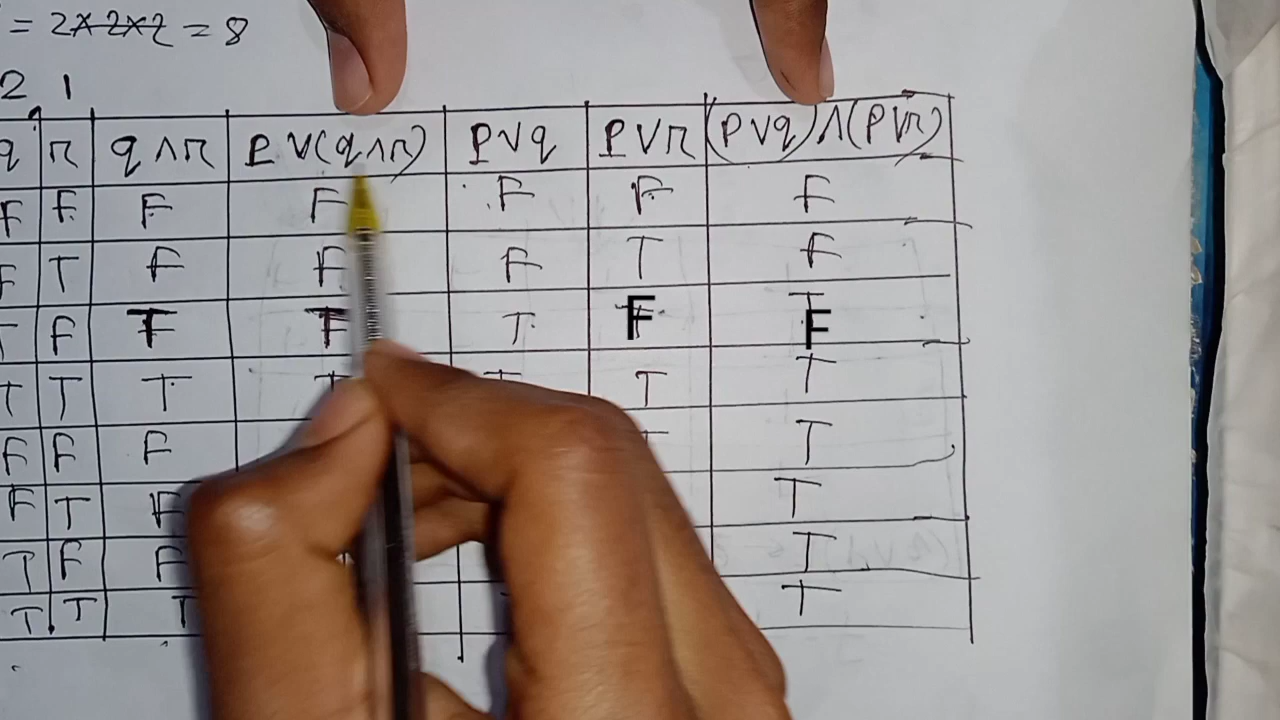 = 2×2×2 = 8
2 1
q r q∧r P∨(q∧r) P∨q P∨r (P∨q)∧(P∨r)
F F F F F F F
F T F F F T F
T F F F T F F
T T T T T T T
F F F T
F T F T
T F F T
T T T T